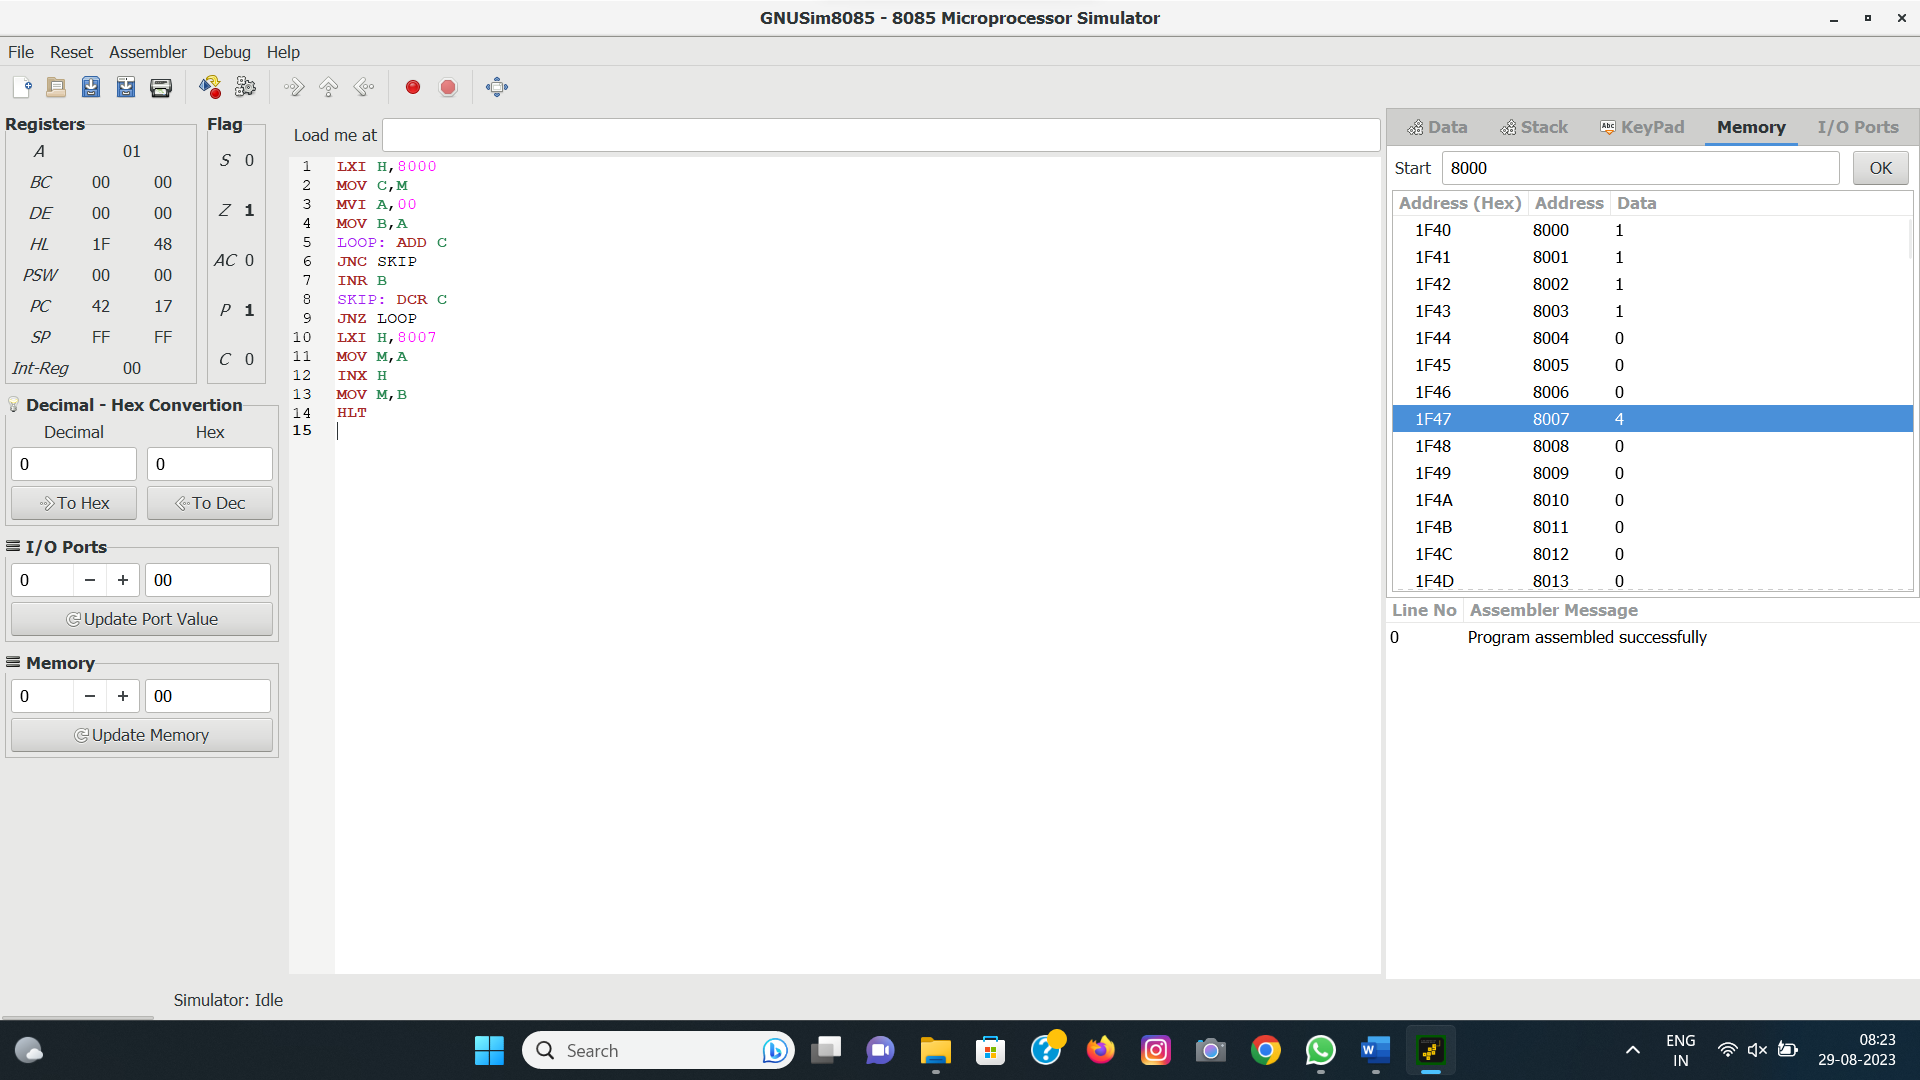 GNUSim8085 - 8085 Microprocessor Simulator
File Reset Assembler Debug Help
Registers
A 01
BC 00 00
DE 00 00
HL 1F 48
PSW 00 00
PC 42 17
SP FF FF
Int-Reg 00
Flag
S 0
Z 1
AC 0
P 1
C 0
Decimal - Hex Convertion
Decimal Hex
0 0
To Hex To Dec
I/O Ports
0 − + 00
Update Port Value
Memory
0 − + 00
Update Memory
Load me at
1 LXI H,8000
2 MOV C,M
3 MVI A,00
4 MOV B,A
5 LOOP: ADD C
6 JNC SKIP
7 INR B
8 SKIP: DCR C
9 JNZ LOOP
10 LXI H,8007
11 MOV M,A
12 INX H
13 MOV M,B
14 HLT
15
Data Stack Abc KeyPad Memory I/O Ports
Start 8000 OK
Address (Hex) Address Data
1F40 8000 1
1F41 8001 1
1F42 8002 1
1F43 8003 1
1F44 8004 0
1F45 8005 0
1F46 8006 0
1F47 8007 4
1F48 8008 0
1F49 8009 0
1F4A 8010 0
1F4B 8011 0
1F4C 8012 0
1F4D 8013 0
Line No Assembler Message
0 Program assembled successfully
Simulator: Idle
Search
ENG
IN
08:23
29-08-2023